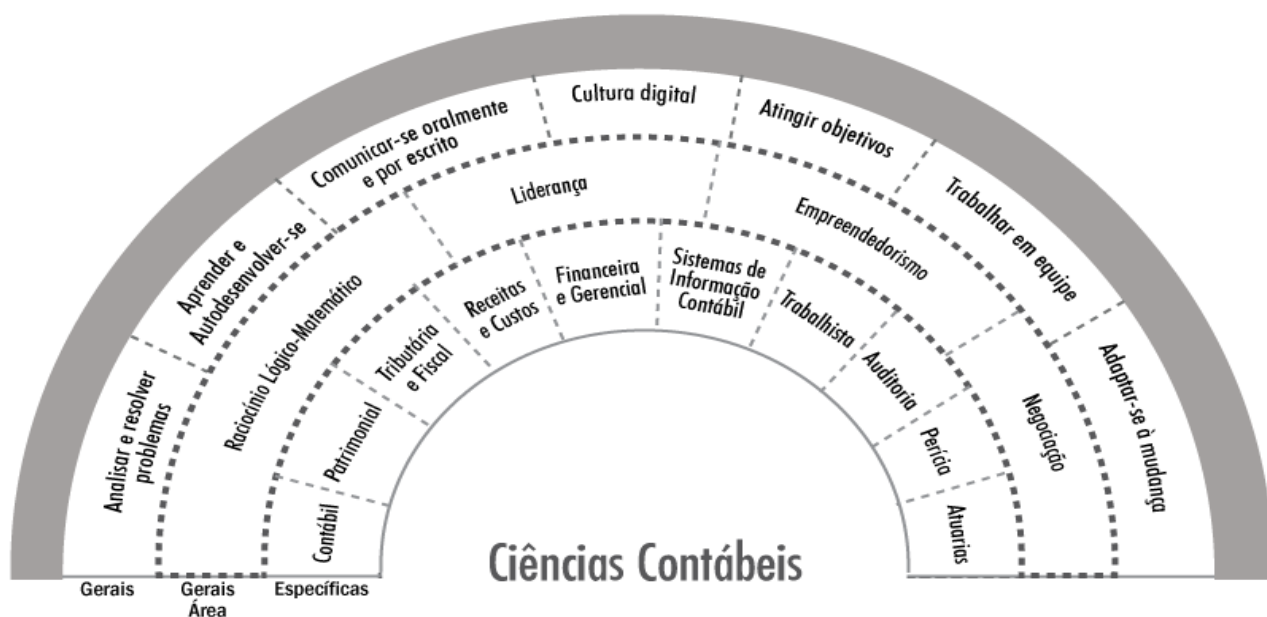 Analisar e resolver
problemas
Aprender e
Autodesenvolver-se
Comunicar-se oralmente
e por escrito
Cultura digital
Atingir objetivos
Trabalhar em equipe
Adaptar-se à mudança
Raciocínio Lógico-Matemático
Liderança
Empreendedorismo
Negociação
Contábil
Patrimonial
Tributária
e Fiscal
Receitas
e Custos
Financeira
e Gerencial
Sistemas de
Informação
Contábil
Trabalhista
Auditoria
Perícia
Atuarias
Ciências Contábeis
Gerais
Gerais
Área
Específicas